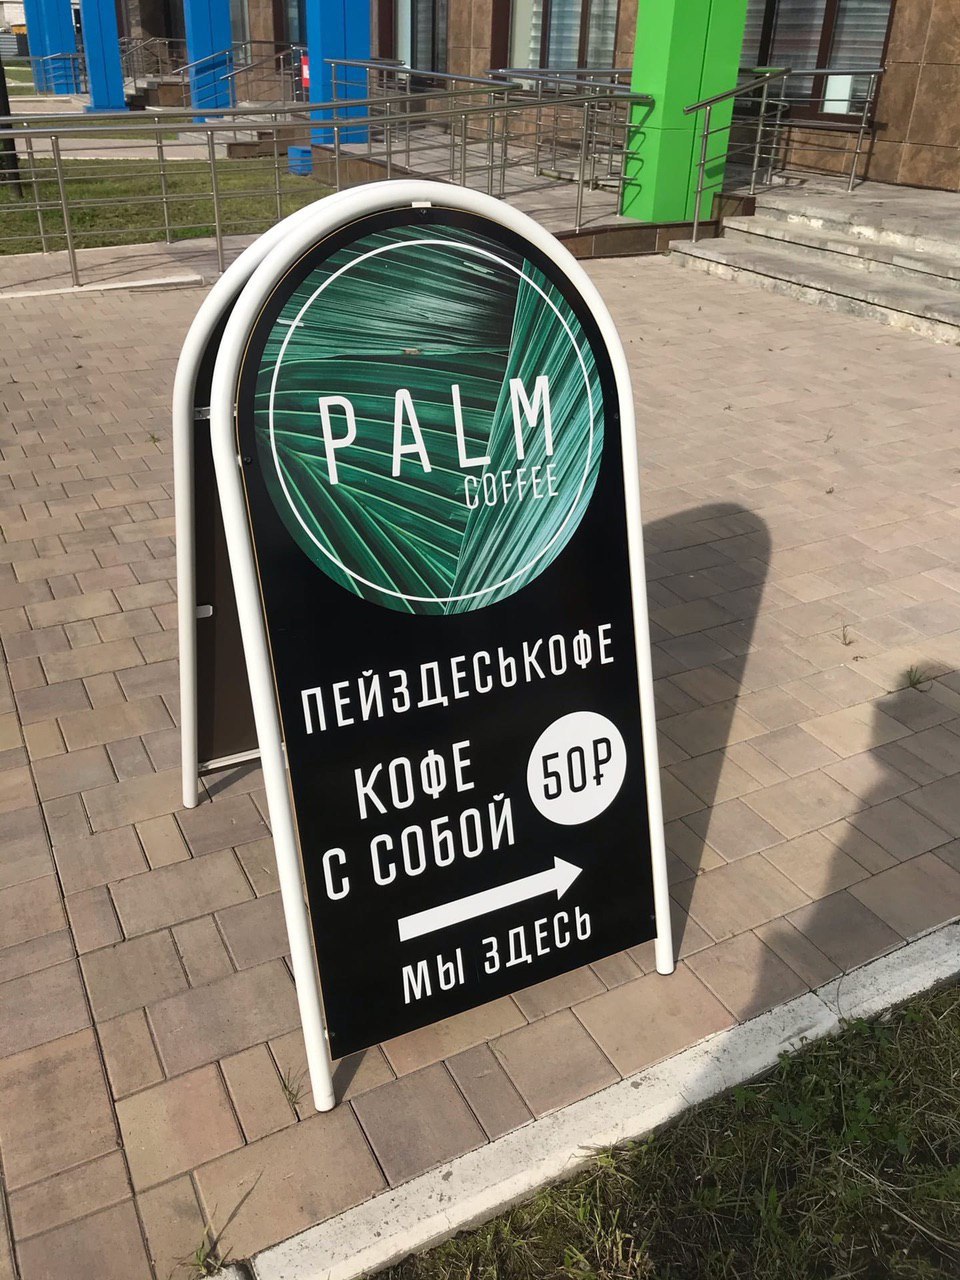 PALM
COFFEE
ПЕЙЗДЕСЬКОФЕ
КОФЕ
С СОБОЙ
50₽
МЫ ЗДЕСЬ